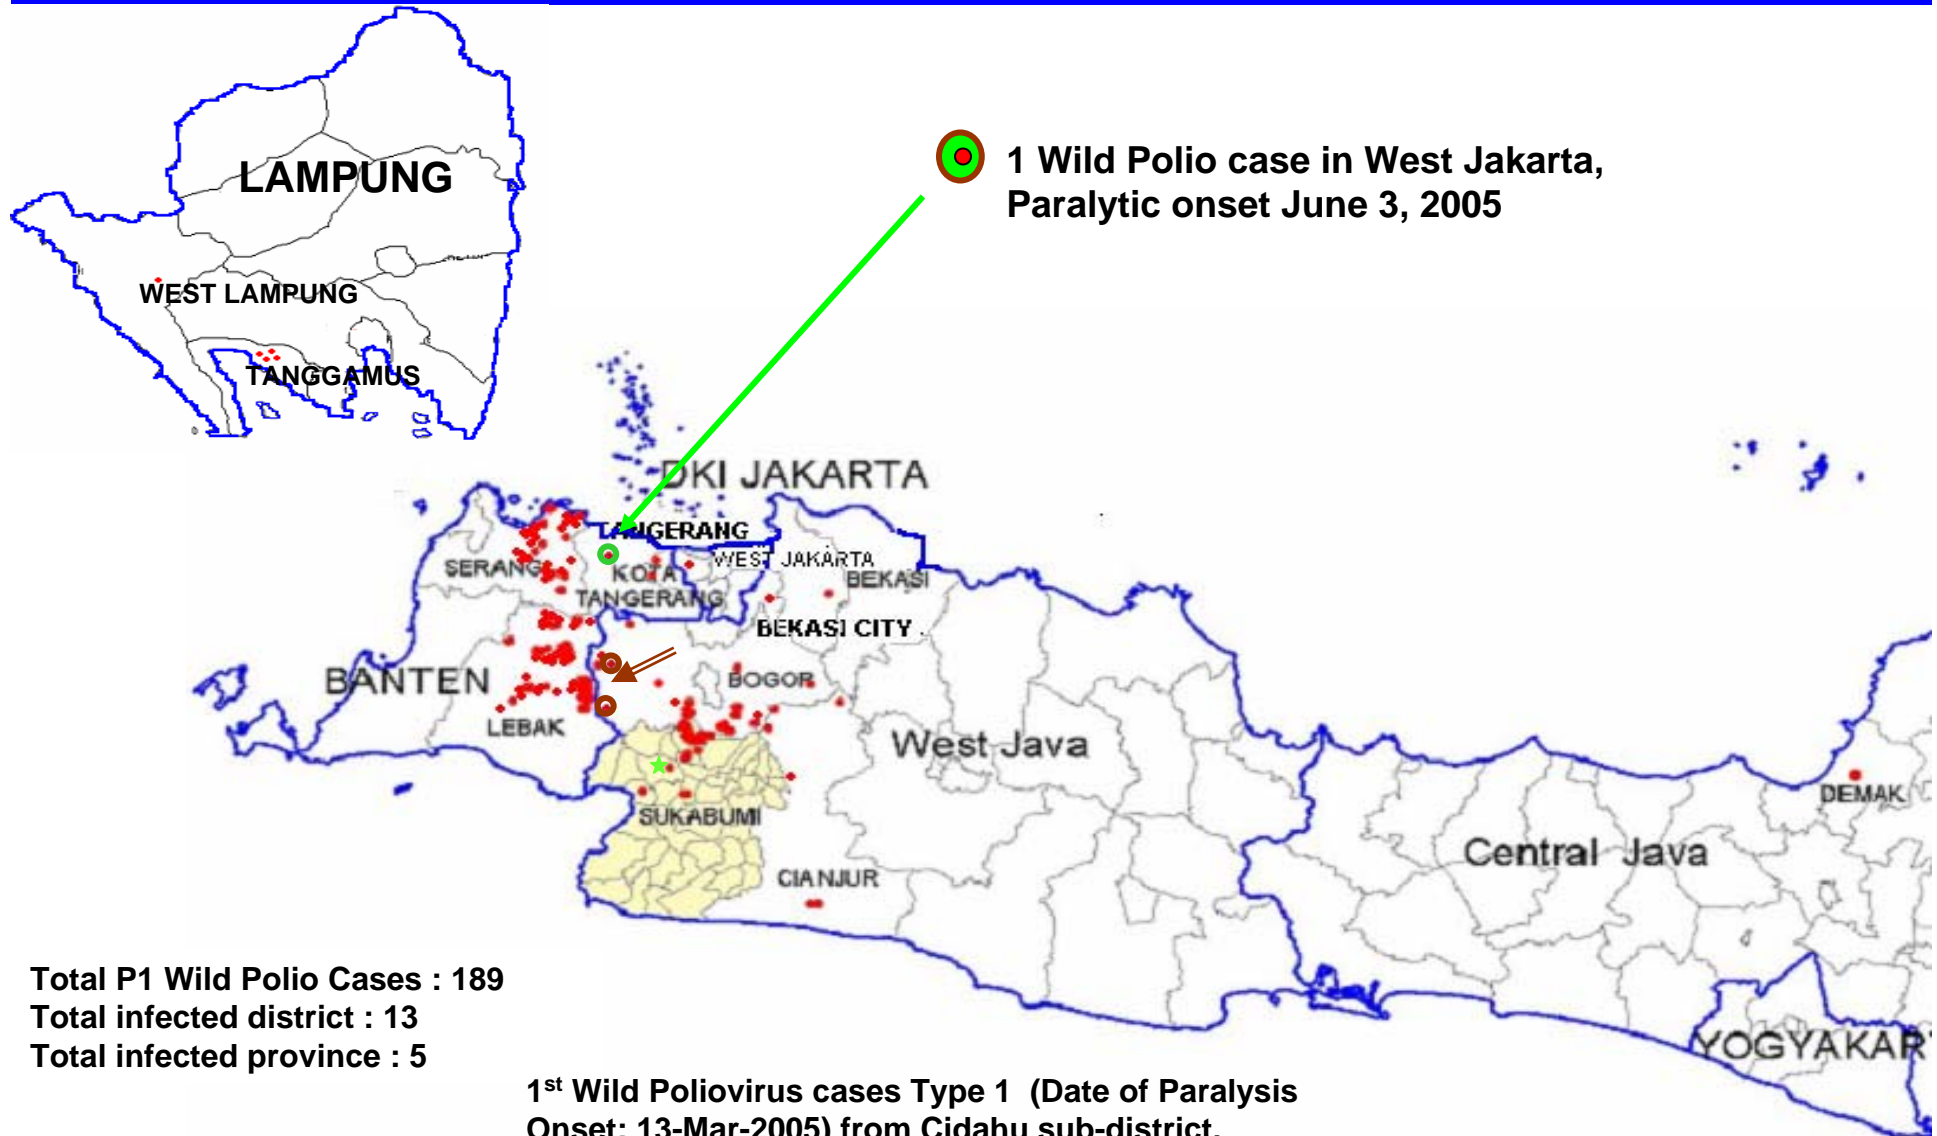 LAMPUNG
1 Wild Polio case in West Jakarta,
Paralytic onset June 3, 2005
WEST LAMPUNG
TANGGAMUS
DKI JAKARTA
TANGERANG
WEST JAKARTA
SERANG
KOTA
TANGERANG
BEKASI
BEKASI CITY
BANTEN
BOGOR
LEBAK
West Java
DEMAK
SUKABUMI
Central Java
CIANJUR
Total P1 Wild Polio Cases : 189
Total infected district : 13
Total infected province : 5
YOGYAKAR
1st Wild Poliovirus cases Type 1 (Date of Paralysis
Onset: 13-Mar-2005) from Cidahu sub-district,